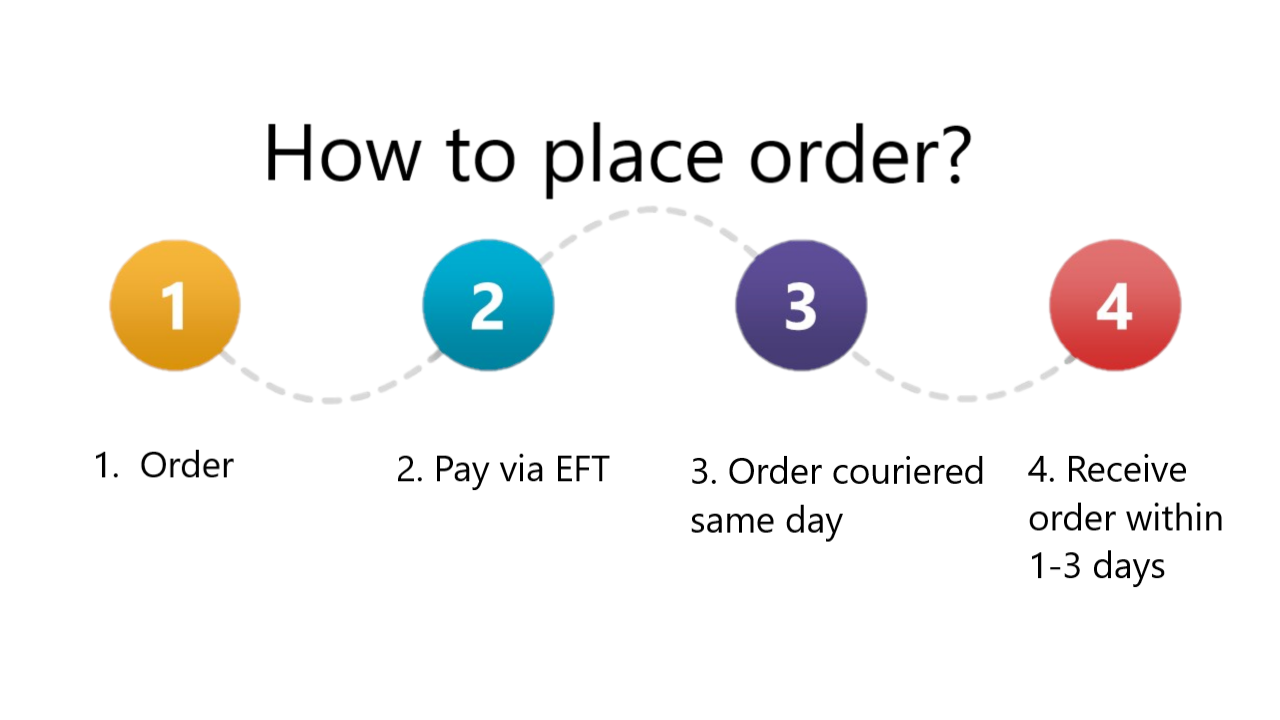 How to place order?
1
2
3
4
1. Order
2. Pay via EFT
3. Order couriered
same day
4. Receive
order within
1-3 days